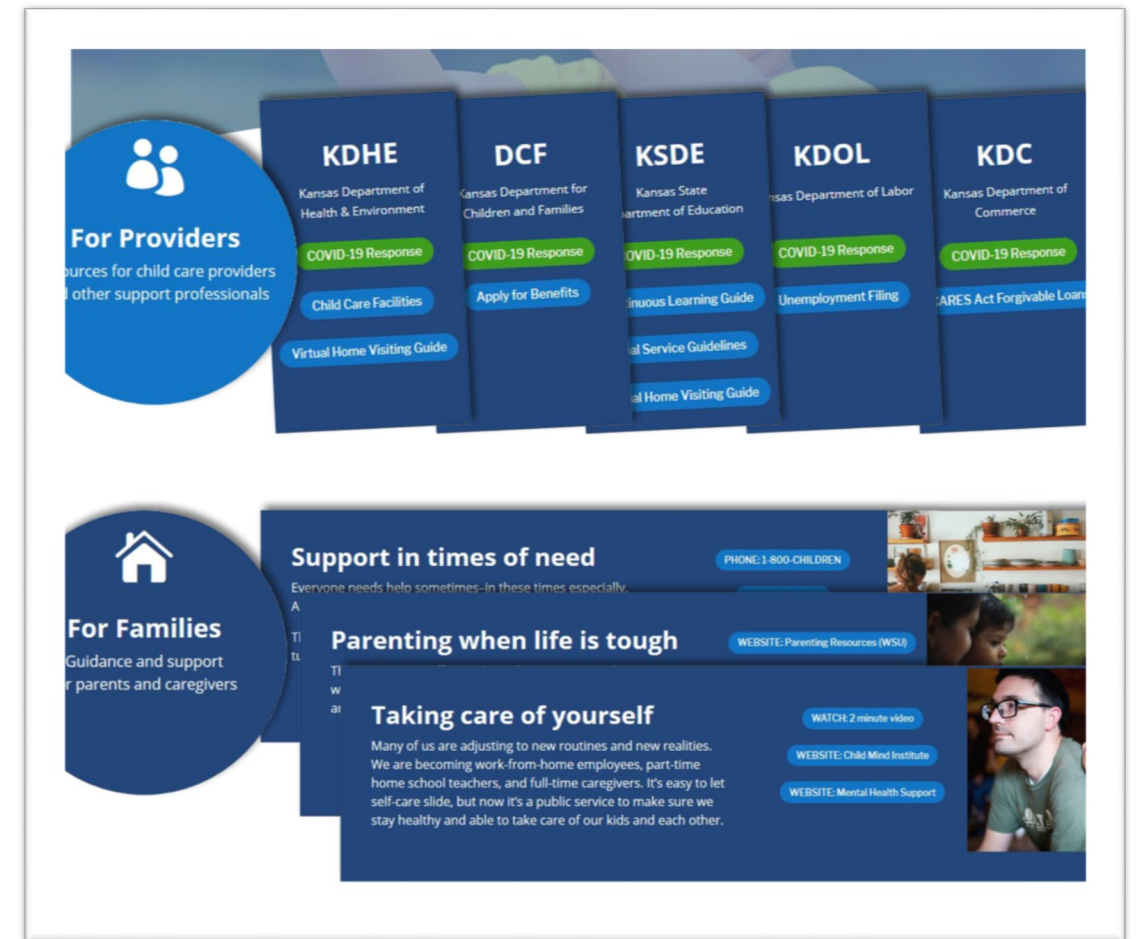 For Providers
child care providers
other support professionals
KDHE
Kansas Department of
Health & Environment
COVID-19 Response
Child Care Facilities
Virtual Home Visiting Guide
DCF
Kansas Department for
Children and Families
COVID-19 Response
Apply for Benefits
KSDE
Kansas State
of Education
COVID-19 Response
Learning Guide
Service Guidelines
Home Visiting Guide
KDOL
Department of Labor
COVID-19 Response
Unemployment Filing
KDC
Kansas Department of
Commerce
COVID-19 Response
CARES Act Forgivable Loans
For Families
Guidance and support
parents and caregivers
Support in times of need
Everyone needs help sometimes–in these times especially.
PHONE: 1-800-CHILDREN
Parenting when life is tough
WEBSITE: Parenting Resources (WSU)
Taking care of yourself
Many of us are adjusting to new routines and new realities.
We are becoming work-from-home employees, part-time
home school teachers, and full-time caregivers. It's easy to let
self-care slide, but now it's a public service to make sure we
stay healthy and able to take care of our kids and each other.
WATCH: 2 minute video
WEBSITE: Child Mind Institute
WEBSITE: Mental Health Support